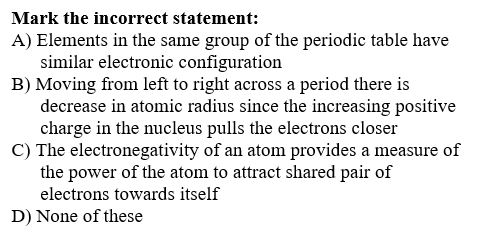 Mark the incorrect statement:
A) Elements in the same group of the periodic table have
similar electronic configuration
B) Moving from left to right across a period there is
decrease in atomic radius since the increasing positive
charge in the nucleus pulls the electrons closer
C) The electronegativity of an atom provides a measure of
the power of the atom to attract shared pair of
electrons towards itself
D) None of these